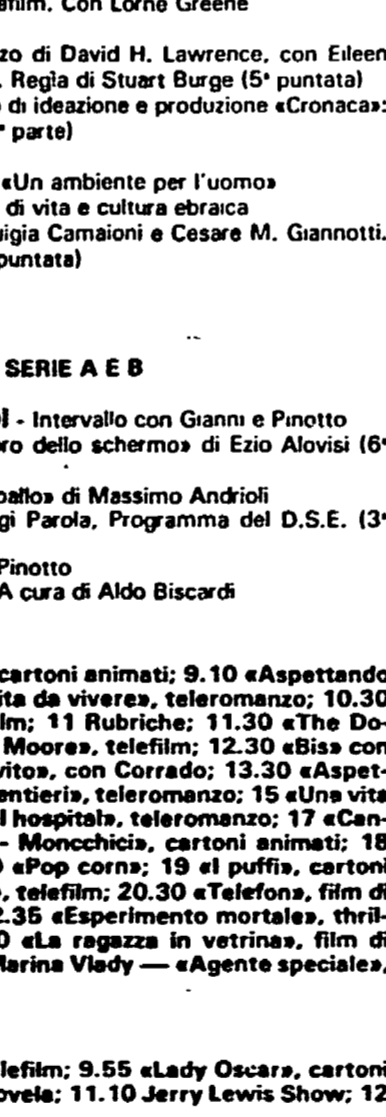 film. Con Lorne Greene
zo di David H. Lawrence, con Eileen
. Regia di Stuart Burge (5ª puntata)
di ideazione e produzione «Cronaca»:
ª parte)
«Un ambiente per l'uomo»
di vita e cultura ebraica
igia Camaioni e Cesare M. Giannotti.
puntata)
SERIE A E B
- Intervallo con Gianni e Pinotto
ro dello schermo» di Ezio Alovisi (6ª
» di Massimo Andrioli
gi Parola, Programma del D.S.E. (3ª
Pinotto
A cura di Aldo Biscardi
cartoni animati; 9.10 «Aspettando
ita da vivere», teleromanzo; 10.30
lm; 11 Rubriche; 11.30 «The Do-
Moore», telefilm; 12.30 «Bis» con
vito», con Corrado; 13.30 «Aspet-
entieri», teleromanzo; 15 «Una vita
l hospital», teleromanzo; 17 «Can-
- Moncchici», cartoni animati; 18
«Pop corn»; 19 «I puffi», cartoni
, telefilm; 20.30 «Telefon», film di
2.35 «Esperimento mortale», thril-
0 «La ragazza in vetrina», film di
Marina Vlady — «Agente speciale»,
lefilm; 9.55 «Lady Oscar», cartoni
ovela; 11.10 Jerry Lewis Show; 12